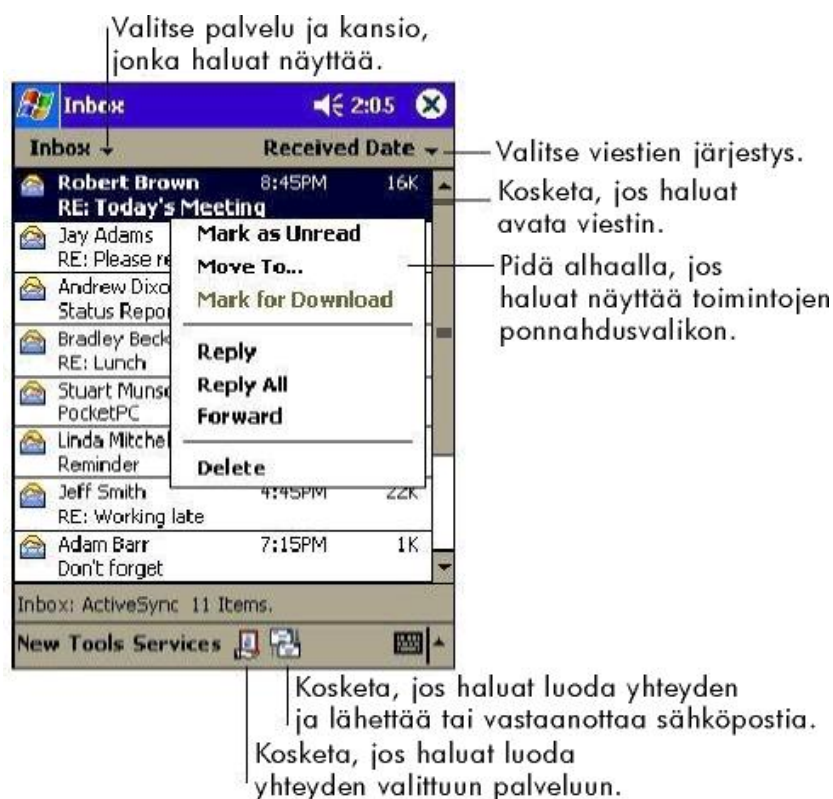 Valitse palvelu ja kansio,
jonka haluat näyttää.
Inbox 2:05
Inbox Received Date
Valitse viestien järjestys.
Robert Brown 8:45PM 16K
RE: Today's Meeting
Kosketa, jos haluat
avata viestin.
Jay Adams
RE: Please re
Andrew Dixo
Status Repo
Bradley Beck
RE: Lunch
Stuart Munso
PocketPC
Linda Mitchel
Reminder
Jeff Smith 4:45PM 22K
RE: Working late
Adam Barr 7:15PM 1K
Don't forget
Mark as Unread
Move To...
Mark for Download
Reply
Reply All
Forward
Delete
Pidä alhaalla, jos
haluat näyttää toimintojen
ponnahdusvalikon.
Inbox: ActiveSync 11 Items.
New Tools Services
Kosketa, jos haluat luoda yhteyden
ja lähettää tai vastaanottaa sähköpostia.
Kosketa, jos haluat luoda
yhteyden valittuun palveluun.